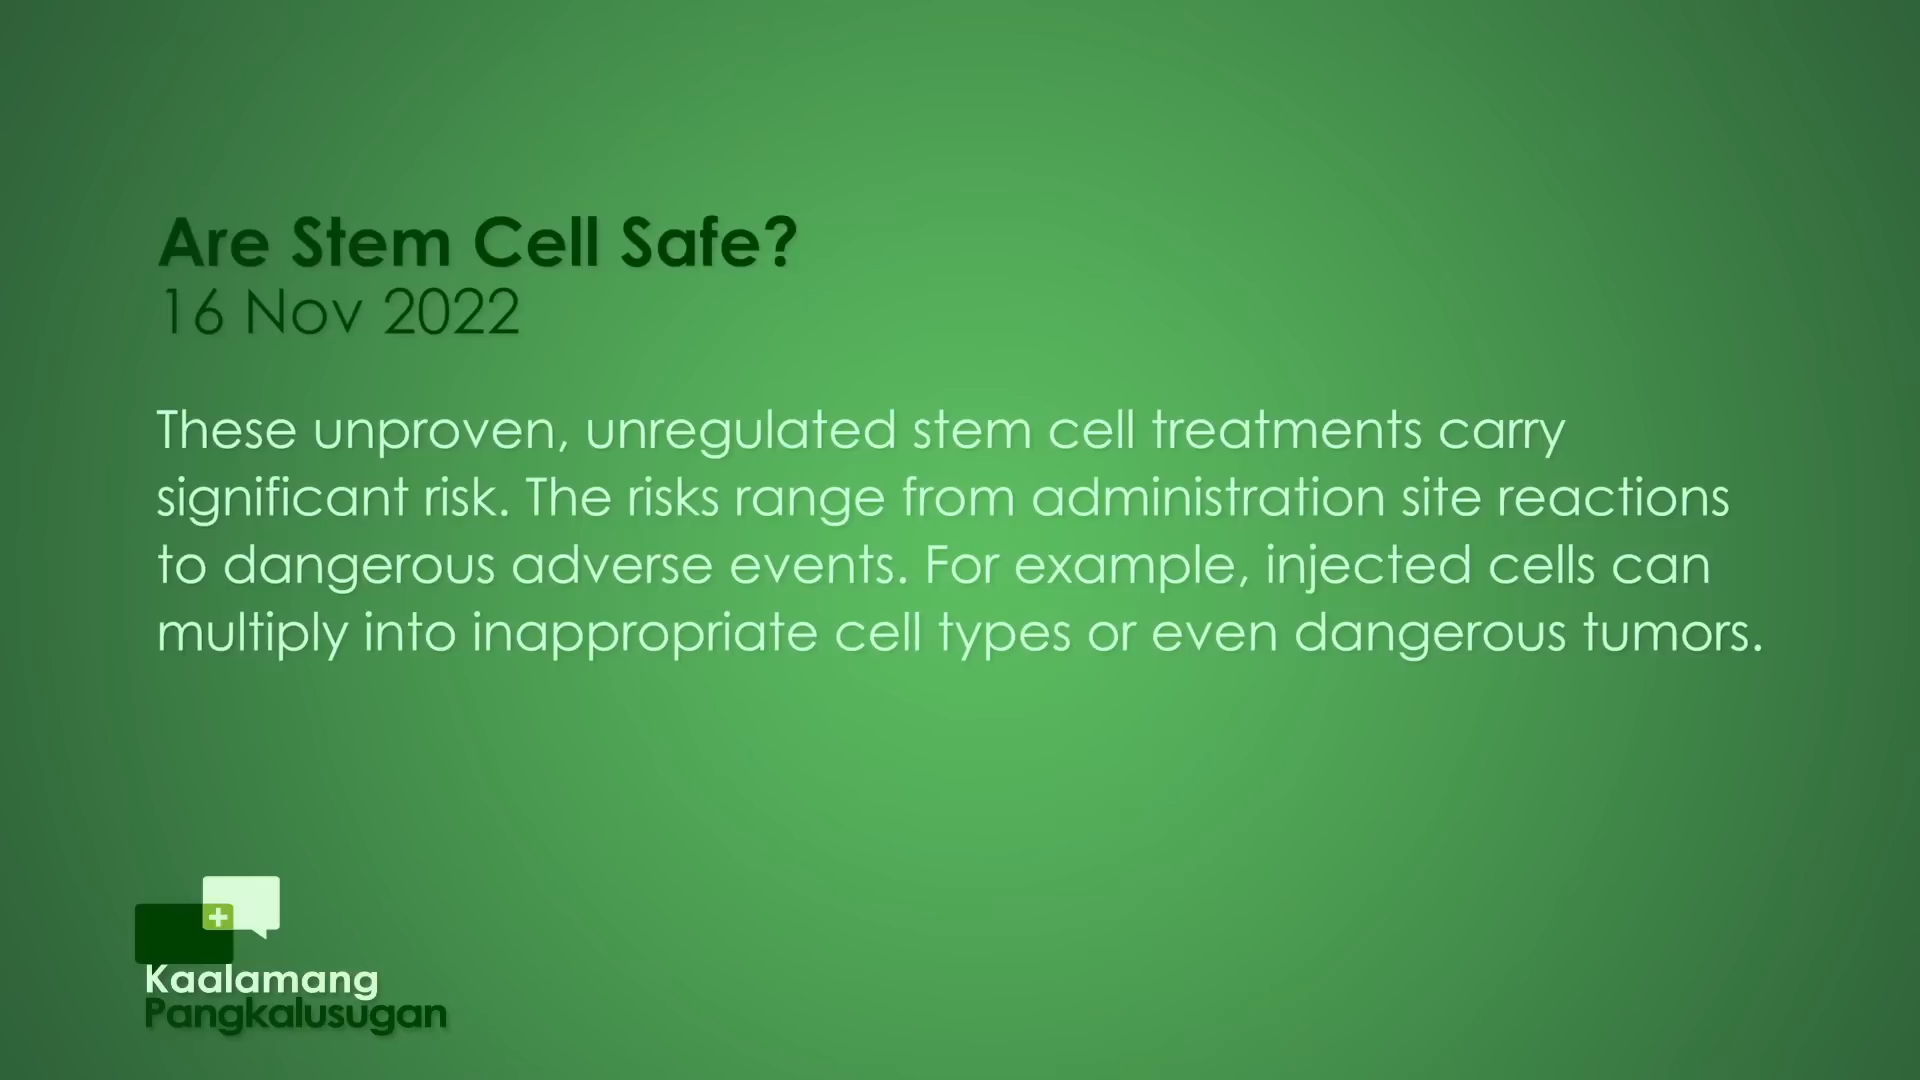 Are Stem Cell Safe?
16 Nov 2022
These unproven, unregulated stem cell treatments carry
significant risk. The risks range from administration site reactions
to dangerous adverse events. For example, injected cells can
multiply into inappropriate cell types or even dangerous tumors.
Kaalamang
Pangkalusugan